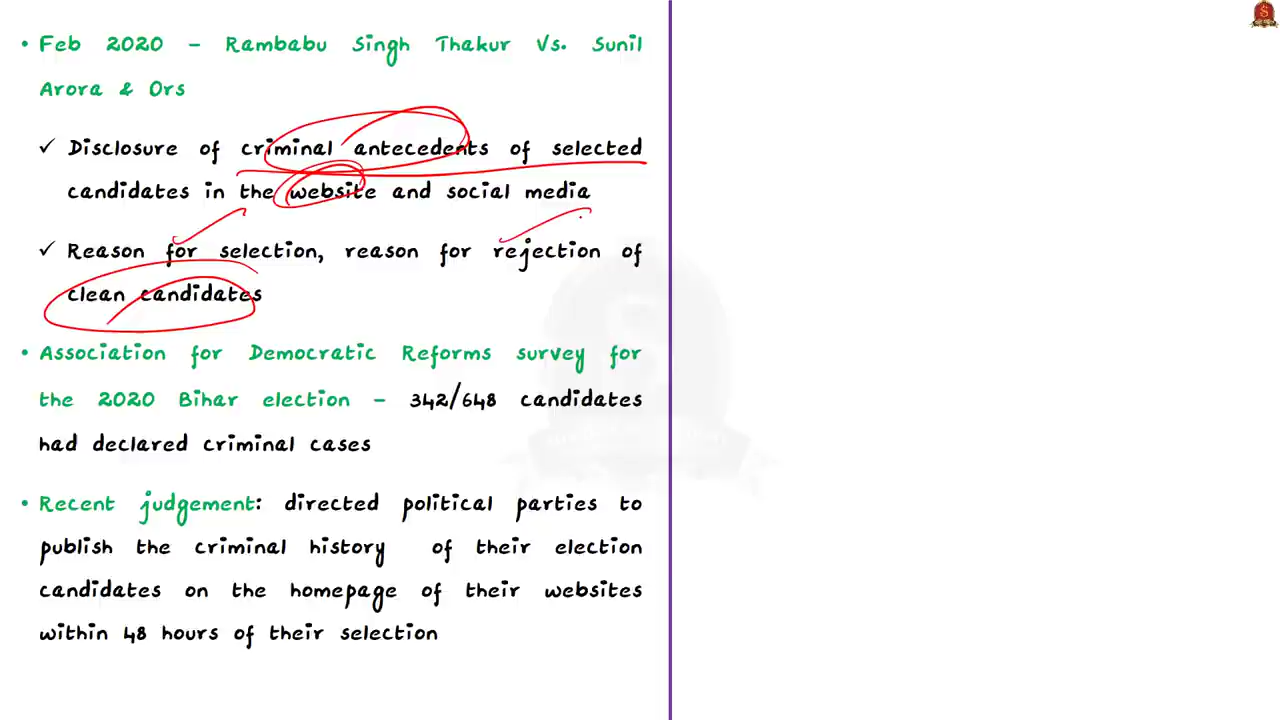 • Feb 2020 - Rambabu Singh Thakur Vs. Sunil
Arora & Ors
✓ Disclosure of criminal antecedents of selected
candidates in the website and social media
✓ Reason for selection, reason for rejection of
clean candidates
• Association for Democratic Reforms survey for
the 2020 Bihar election - 342/648 candidates
had declared criminal cases
• Recent judgement: directed political parties to
publish the criminal history of their election
candidates on the homepage of their websites
within 48 hours of their selection